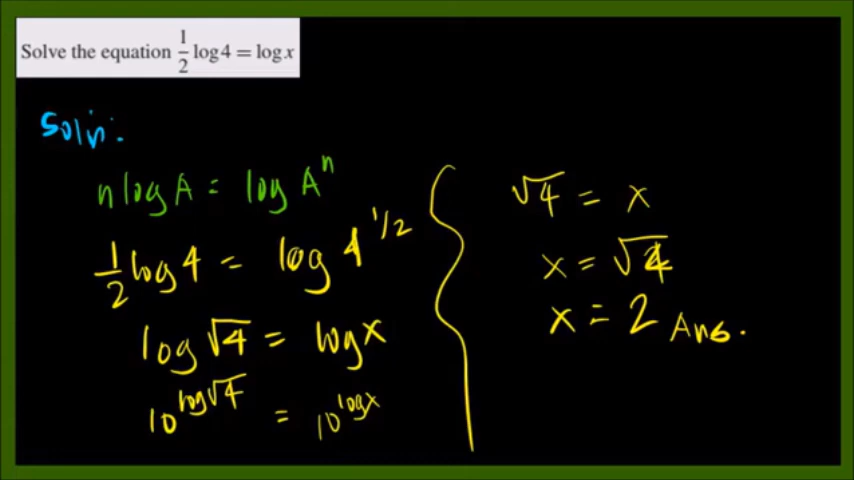 Solve the equation 1/2 log 4 = log x
Soln:
n log A = log Aⁿ
1/2 log 4 = log 4^1/2
log √4 = log x
10^log√4 = 10^log x
√4 = x
x = √4
x = 2 Ans.